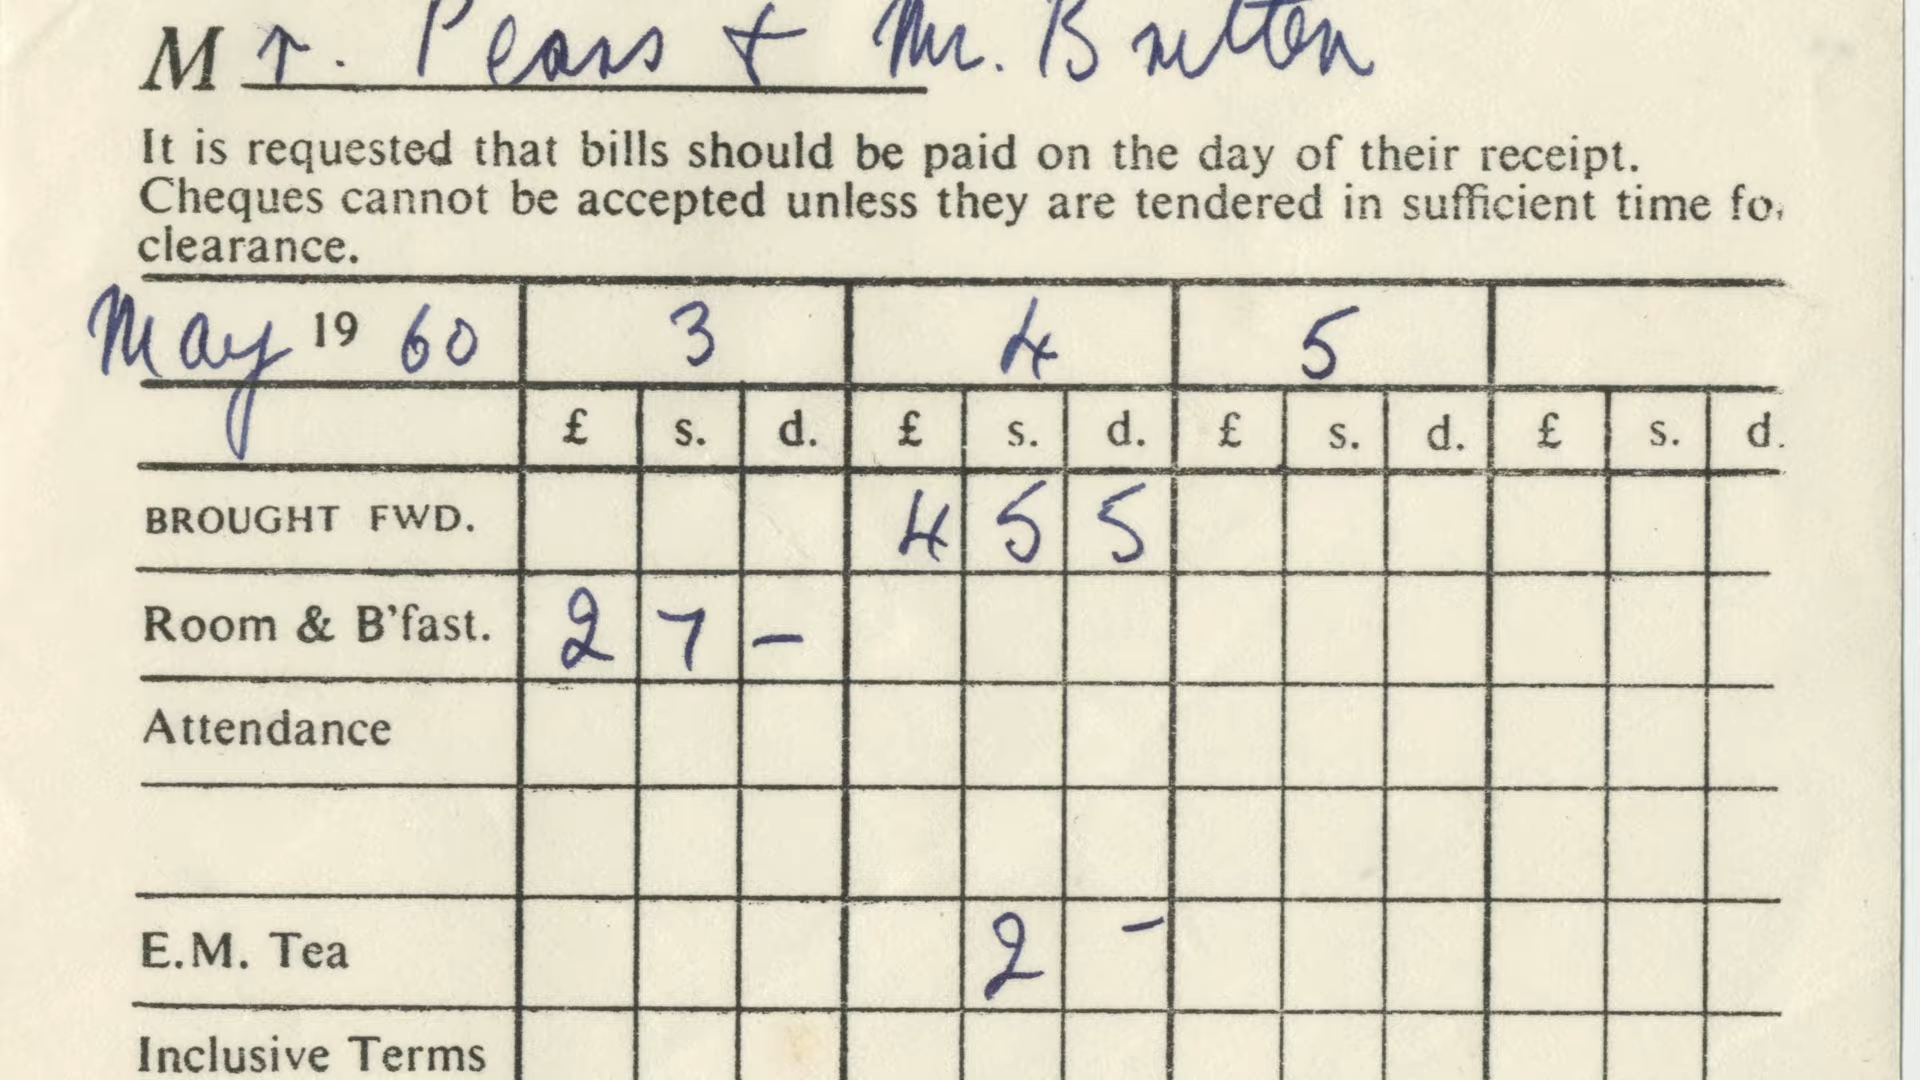 Mr. Pears + Mr. Britten
It is requested that bills should be paid on the day of their receipt.
Cheques cannot be accepted unless they are tendered in sufficient time fo
clearance.
May 1960 3 4 5
£ s. d. £ s. d. £ s. d. £ s. d.
BROUGHT FWD. 4 5 5
Room & B'fast. 2 7 –
Attendance
E.M. Tea 2 –
Inclusive Terms